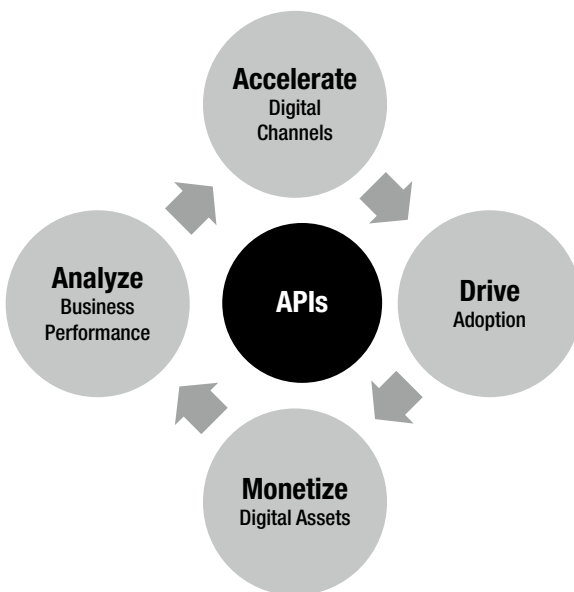 Accelerate
Digital
Channels
Analyze
Business
Performance
APIs
Drive
Adoption
Monetize
Digital Assets